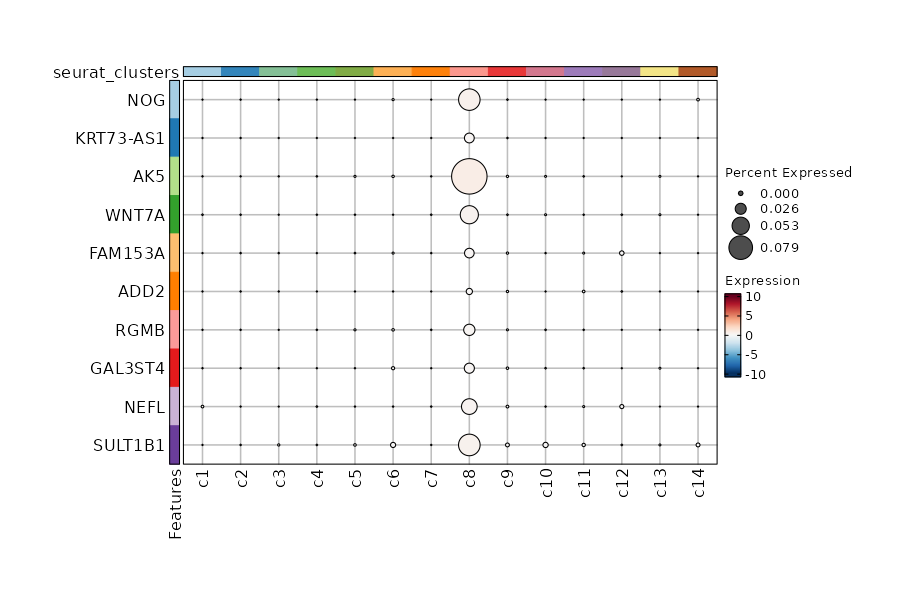 seurat_clusters
NOG
KRT73-AS1
AK5
WNT7A
FAM153A
ADD2
RGMB
GAL3ST4
NEFL
SULT1B1
Features
c1
c2
c3
c4
c5
c6
c7
c8
c9
c10
c11
c12
c13
c14
Percent Expressed
0.000
0.026
0.053
0.079
Expression
10
5
0
-5
-10